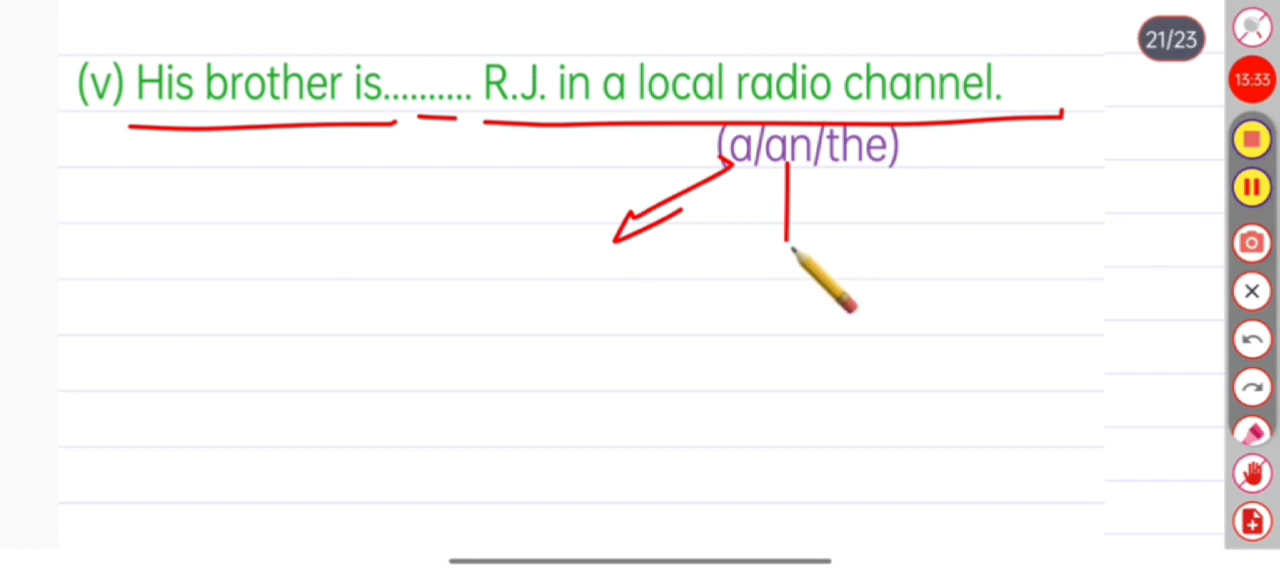 21/23
(v) His brother is.......... R.J. in a local radio channel.
13:33
(a/an/the)